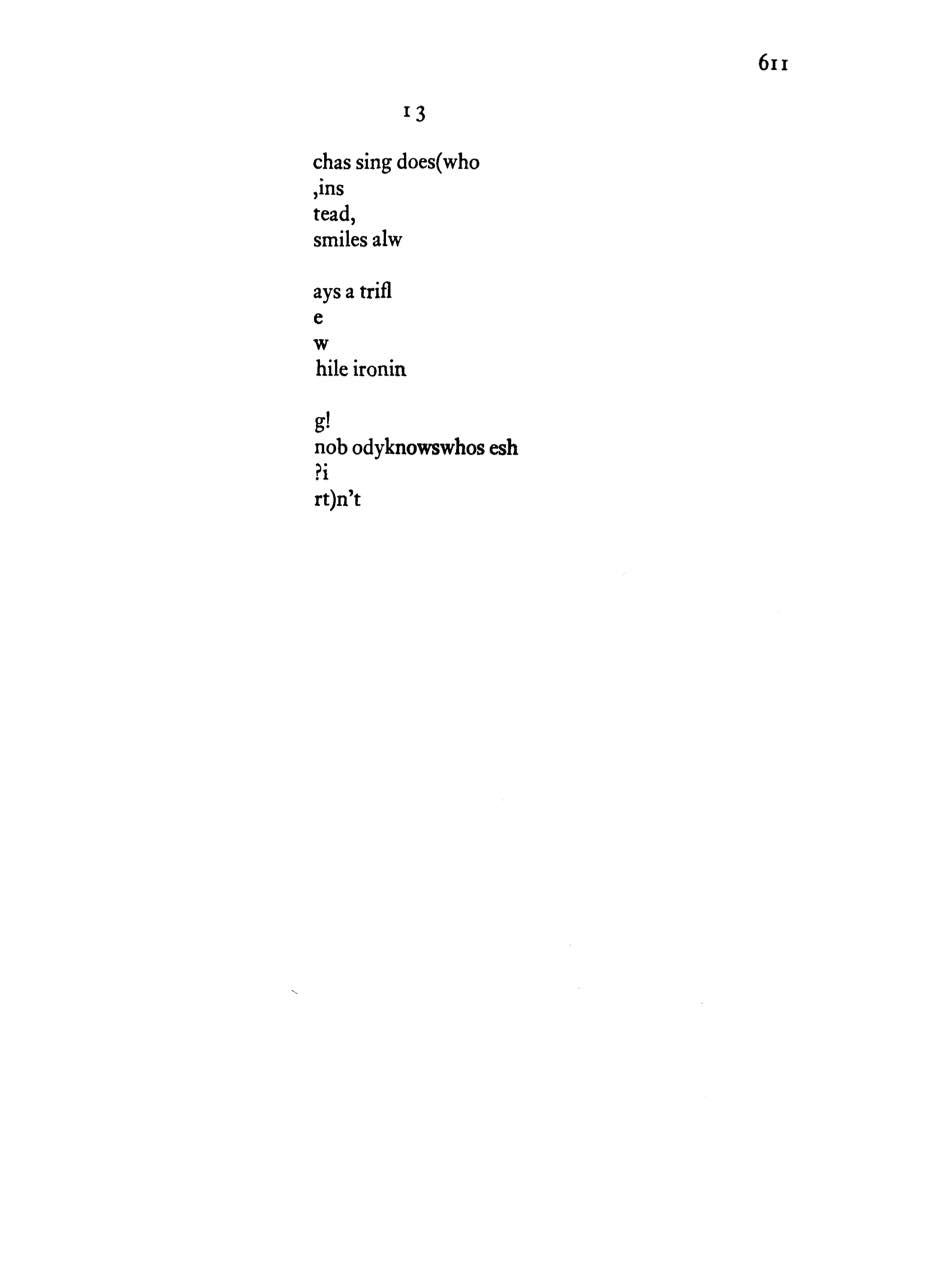 611
13
chas sing does(who
,ins
tead,
smiles alw
ays a trifl
e
w
hile ironin
g!
nob odyknowswhos esh
?i
rt)n't